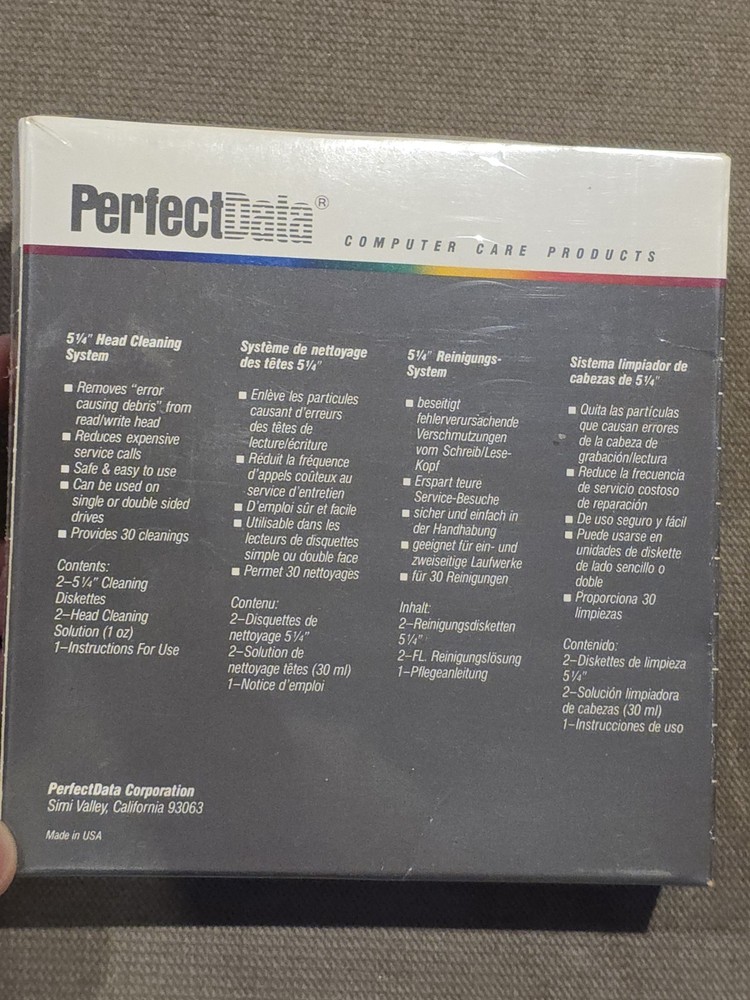 PerfectData®
COMPUTER CARE PRODUCTS
5¼" Head Cleaning
System
■ Removes "error
causing debris" from
read/write head
■ Reduces expensive
service calls
■ Safe & easy to use
■ Can be used on
single or double sided
drives
■ Provides 30 cleanings
Contents:
2–5¼" Cleaning
Diskettes
2–Head Cleaning
Solution (1 oz)
1–Instructions For Use
Système de nettoyage
des têtes 5¼"
■ Enlève les particules
causant d'erreurs
des têtes de
lecture/écriture
■ Réduit la fréquence
d'appels coûteux au
service d'entretien
■ D'emploi sûr et facile
■ Utilisable dans les
lecteurs de disquettes
simple ou double face
■ Permet 30 nettoyages
Contenu:
2–Disquettes de
nettoyage 5¼"
2–Solution de
nettoyage têtes (30 ml)
1–Notice d'emploi
5¼" Reinigungs-
System
■ beseitigt
fehlerverursachende
Verschmutzungen
vom Schreib/Lese-
Kopf
■ Erspart teure
Service-Besuche
■ sicher und einfach in
der Handhabung
■ geeignet für ein- und
zweiseitige Laufwerke
■ für 30 Reinigungen
Inhalt:
2–Reinigungsdisketten
5¼"
2–FL. Reinigungslösung
1–Pflegeanleitung
Sistema limpiador de
cabezas de 5¼"
■ Quita las partículas
que causan errores
de la cabeza de
grabación/lectura
■ Reduce la frecuencia
de servicio costoso
de reparación
■ De uso seguro y fácil
■ Puede usarse en
unidades de diskette
de lado sencillo o
doble
■ Proporciona 30
limpiezas
Contenido:
2–Diskettes de limpieza
5¼"
2–Solución limpiadora
de cabezas (30 ml)
1–Instrucciones de uso
PerfectData Corporation
Simi Valley, California 93063
Made in USA